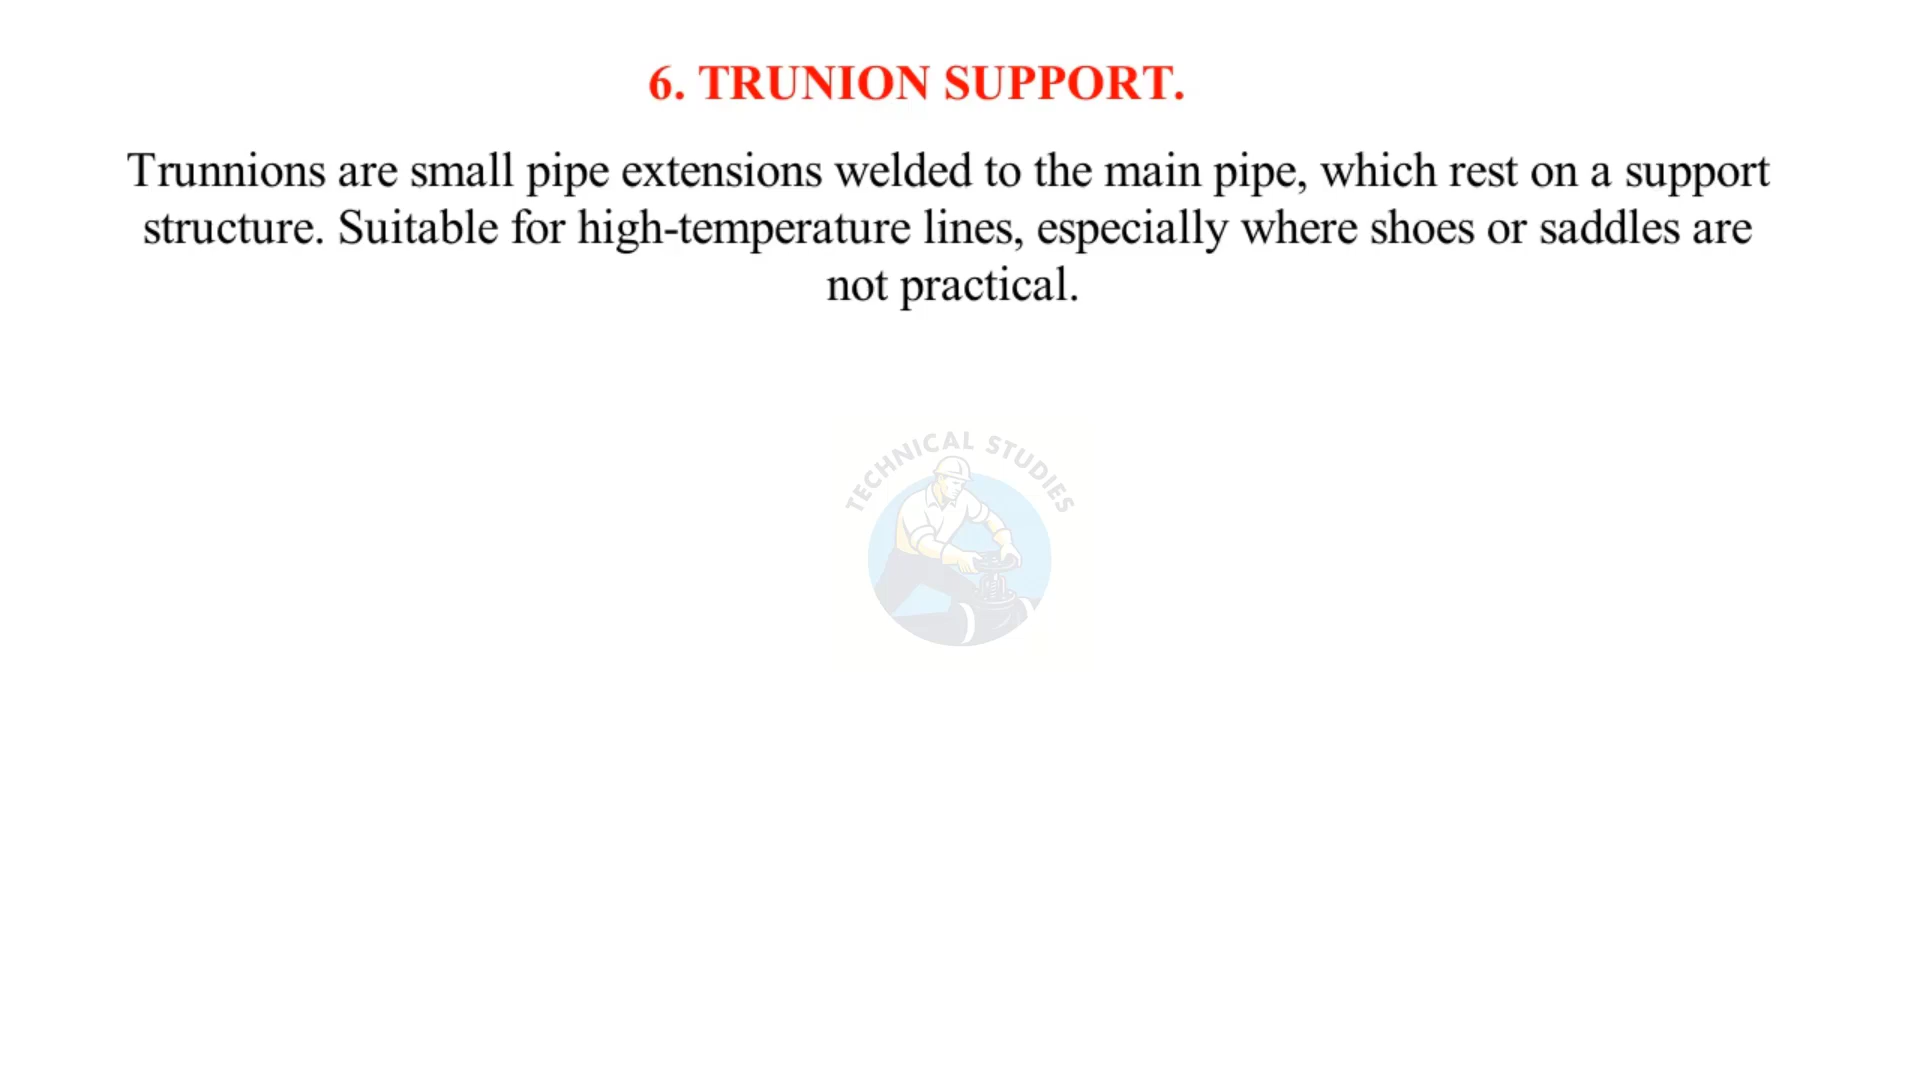 6. TRUNION SUPPORT.
Trunnions are small pipe extensions welded to the main pipe, which rest on a support
structure. Suitable for high-temperature lines, especially where shoes or saddles are
not practical.
TECHNICAL STUDIES